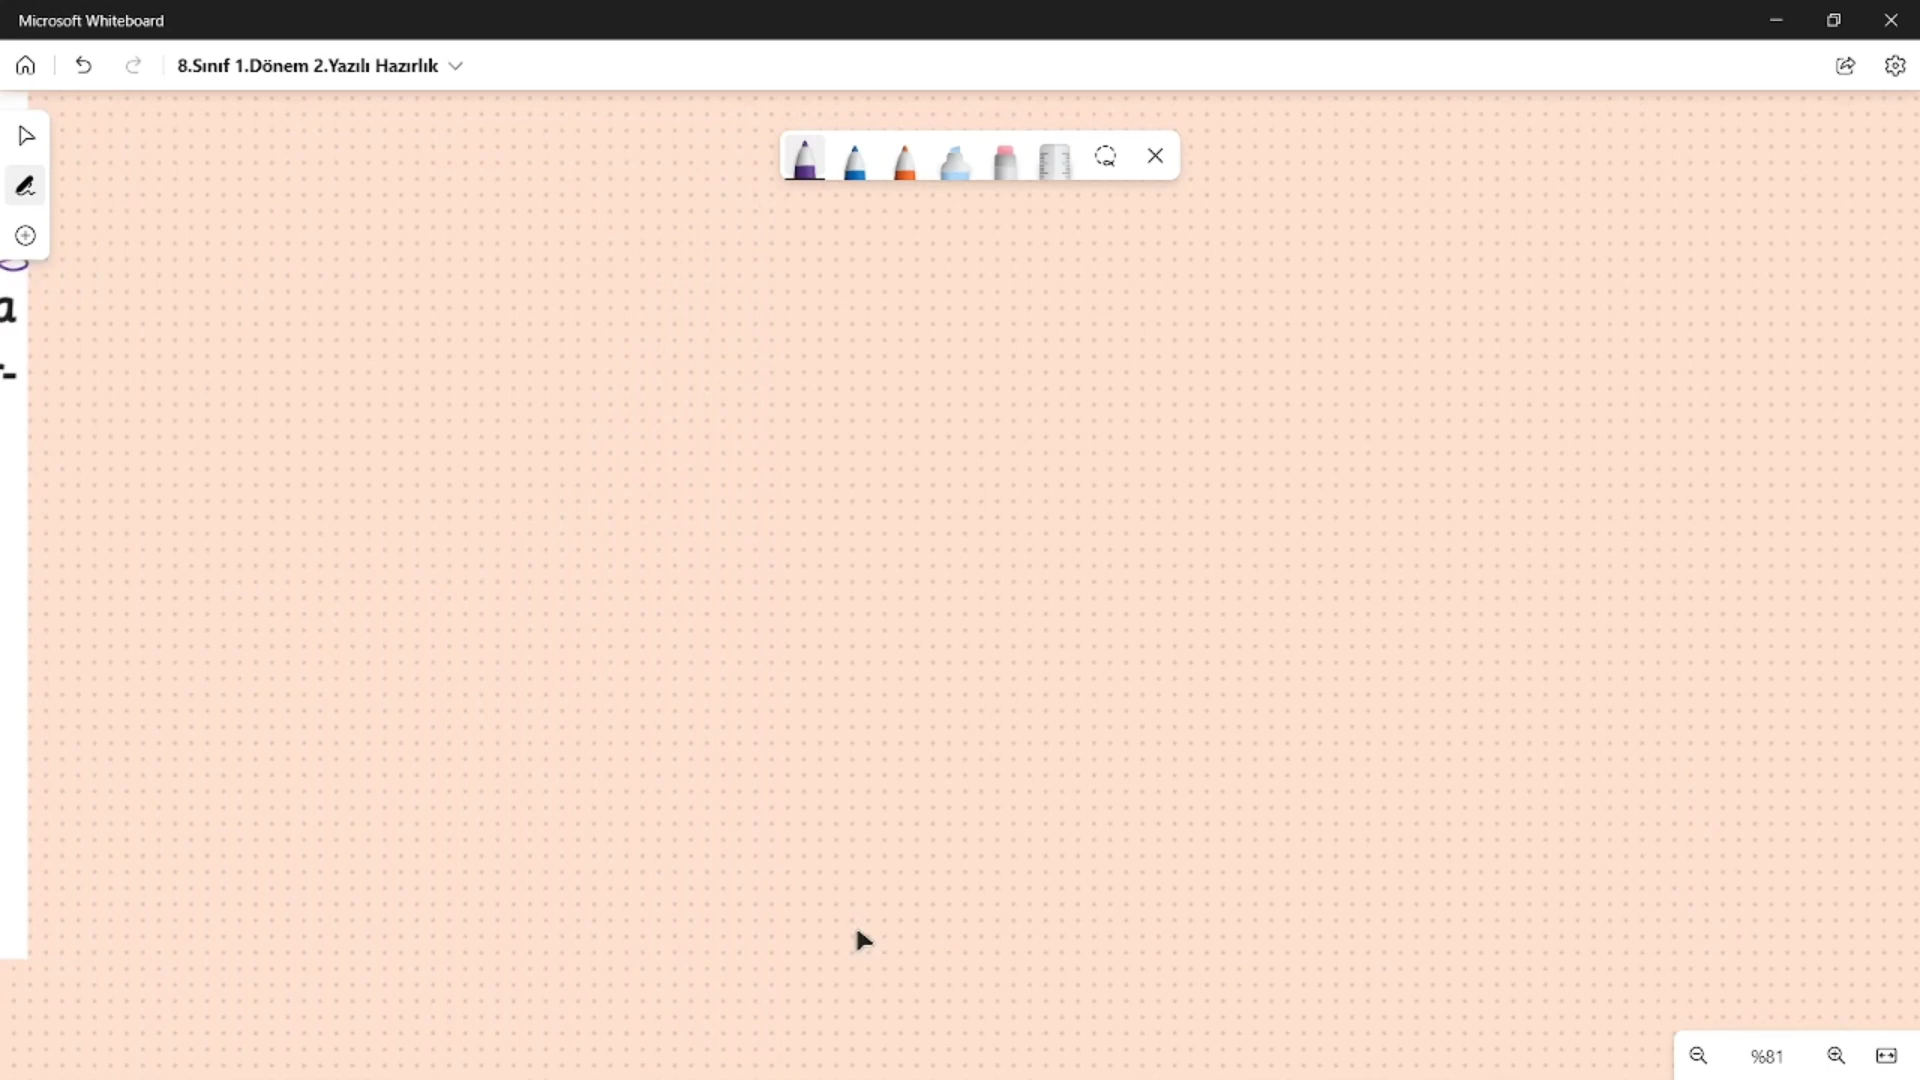 Microsoft Whiteboard
8.Sınıf 1.Dönem 2.Yazılı Hazırlık
a
-
%81